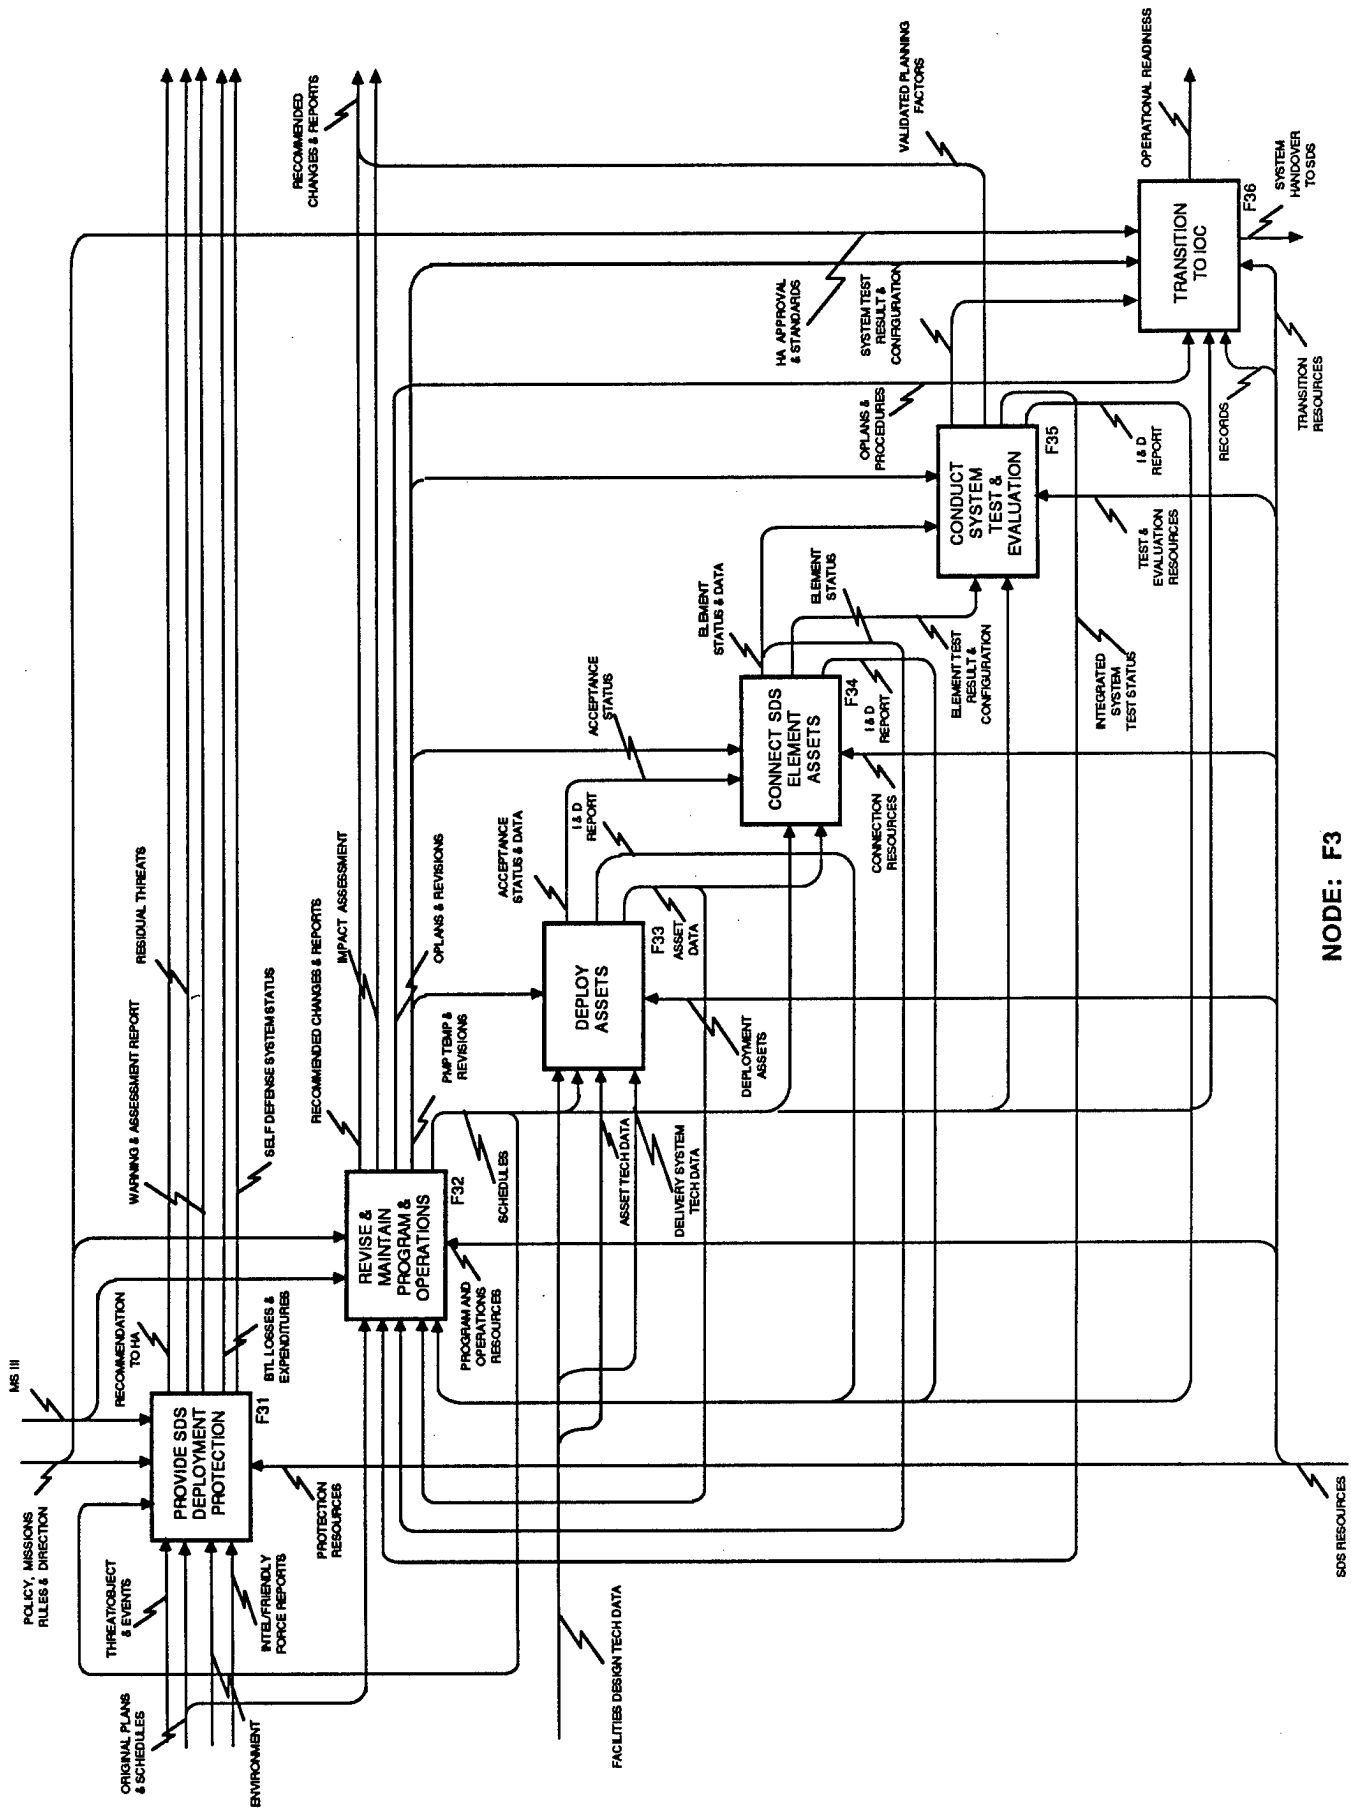 POLICY, MISSIONS
RULES & DIRECTION
MS III
THREAT/OBJECT
& EVENTS
ORIGINAL PLANS
& SCHEDULES
ENVIRONMENT
INTEL/FRIENDLY
FORCE REPORTS
PROVIDE SDS
DEPLOYMENT
PROTECTION
F31
PROTECTION
RESOURCES
RECOMMENDATION
TO HA
BTL LOSSES &
EXPENDITURES
WARNING & ASSESSMENT REPORT
SELF DEFENSE SYSTEM STATUS
RESIDUAL THREATS
REVISE &
MAINTAIN
PROGRAM &
OPERATIONS
F32
PROGRAM AND
OPERATIONS
RESOURCES
RECOMMENDED CHANGES & REPORTS
IMPACT ASSESSMENT
OPLANS & REVISIONS
PMP TEMP &
REVISIONS
SCHEDULES
FACILITIES DESIGN TECH DATA
ASSET TECH DATA
DELIVERY SYSTEM
TECH DATA
DEPLOY
ASSETS
F33
ASSET
DATA
DEPLOYMENT
ASSETS
ACCEPTANCE
STATUS & DATA
I & D
REPORT
ACCEPTANCE
STATUS
CONNECT SDS
ELEMENT
ASSETS
F34
I & D
REPORT
CONNECTION
RESOURCES
ELEMENT
STATUS & DATA
ELEMENT
STATUS
ELEMENT TEST
RESULT &
CONFIGURATION
CONDUCT
SYSTEM
TEST &
EVALUATION
F35
INTEGRATED
SYSTEM
TEST STATUS
TEST &
EVALUATION
RESOURCES
I & D
REPORT
OPLANS &
PROCEDURES
SYSTEM TEST
RESULT &
CONFIGURATION
HA APPROVAL
& STANDARDS
RECOMMENDED
CHANGES & REPORTS
VALIDATED PLANNING
FACTORS
TRANSITION
TO IOC
F36
RECORDS
TRANSITION
RESOURCES
OPERATIONAL READINESS
SYSTEM
HANDOVER
TO SDS
SDS RESOURCES
NODE: F3